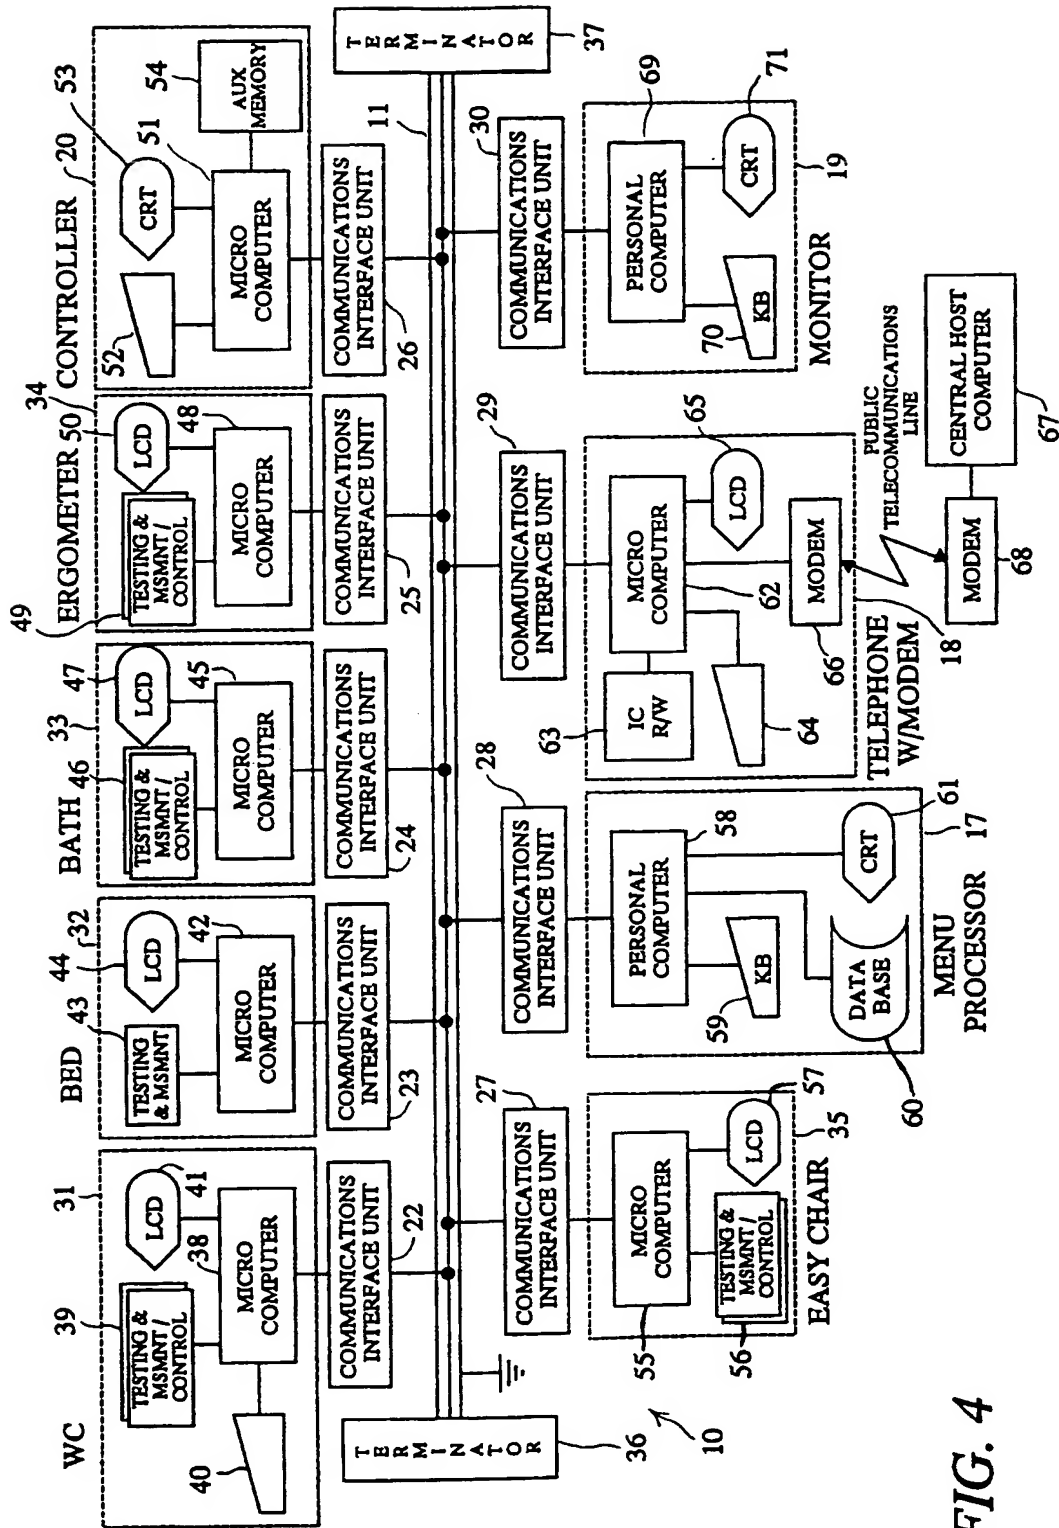 WC
31
39
TESTING &
MSMNT /
CONTROL
LCD
41
38
MICRO
COMPUTER
40
COMMUNICATIONS
INTERFACE UNIT
22
BED
32
43
TESTING
& MSMNT
44
LCD
42
MICRO
COMPUTER
COMMUNICATIONS
INTERFACE UNIT
23
BATH
33
47
46
TESTING &
MSMNT /
CONTROL
LCD
45
MICRO
COMPUTER
COMMUNICATIONS
INTERFACE UNIT
24
ERGOMETER
34
50
49
TESTING &
MSMNT /
CONTROL
LCD
48
MICRO
COMPUTER
COMMUNICATIONS
INTERFACE UNIT
25
CONTROLLER
20
53
52
CRT
51
54
AUX
MEMORY
MICRO
COMPUTER
COMMUNICATIONS
INTERFACE UNIT
26
TERMINATOR
36
11
TERMINATOR
37
10
27
COMMUNICATIONS
INTERFACE UNIT
MICRO
COMPUTER
55
TESTING &
MSMNT /
CONTROL
56
LCD
57
35
EASY CHAIR
28
COMMUNICATIONS
INTERFACE UNIT
PERSONAL
COMPUTER
58
KB
59
DATA
BASE
60
CRT
61
17
MENU
PROCESSOR
29
COMMUNICATIONS
INTERFACE UNIT
MICRO
COMPUTER
62
IC
R/W
63
64
LCD
65
MODEM
66
18
TELEPHONE
W/MODEM
PUBLIC
TELECOMMUNICATIONS
LINE
MODEM
68
CENTRAL HOST
COMPUTER
67
30
COMMUNICATIONS
INTERFACE UNIT
PERSONAL
COMPUTER
69
KB
70
CRT
71
19
MONITOR
FIG. 4